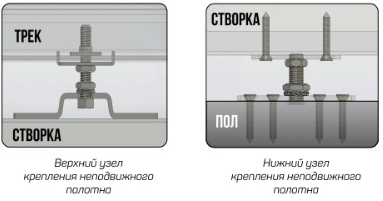 ТРЕК
СТВОРКА
Верхний узел
крепления неподвижного
полотна
СТВОРКА
ПОЛ
Нижний узел
крепления неподвижного
полотна